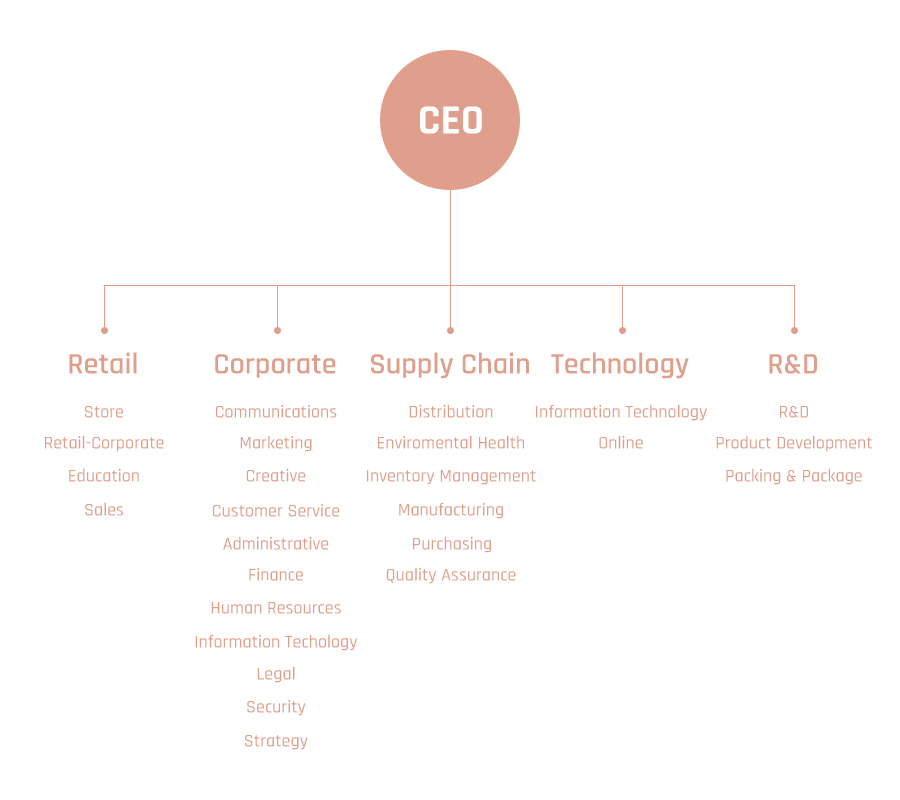 CEO
Retail
Store
Retail-Corporate
Education
Sales
Corporate
Communications
Marketing
Creative
Customer Service
Administrative
Finance
Human Resources
Information Techology
Legal
Security
Strategy
Supply Chain
Distribution
Enviromental Health
Inventory Management
Manufacturing
Purchasing
Quality Assurance
Technology
Information Technology
Online
R&D
R&D
Product Development
Packing & Package